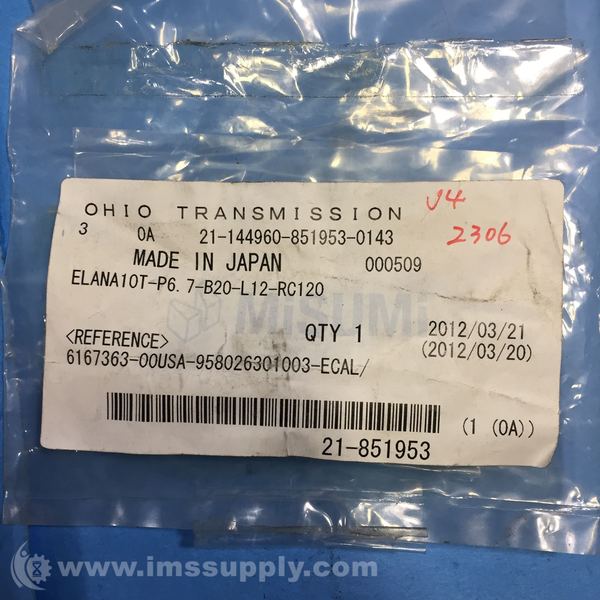 OHIO TRANSMISSION
J4
3 0A 21-144960-851953-0143
2306
MADE IN JAPAN 000509
ELANA10T-P6.7-B20-L12-RC120
MiSUMi
QTY 1 2012/03/21
<REFERENCE> (2012/03/20)
6167363-00USA-958026301003-ECAL/
(1 (0A))
21-851953
www.imssupply.com